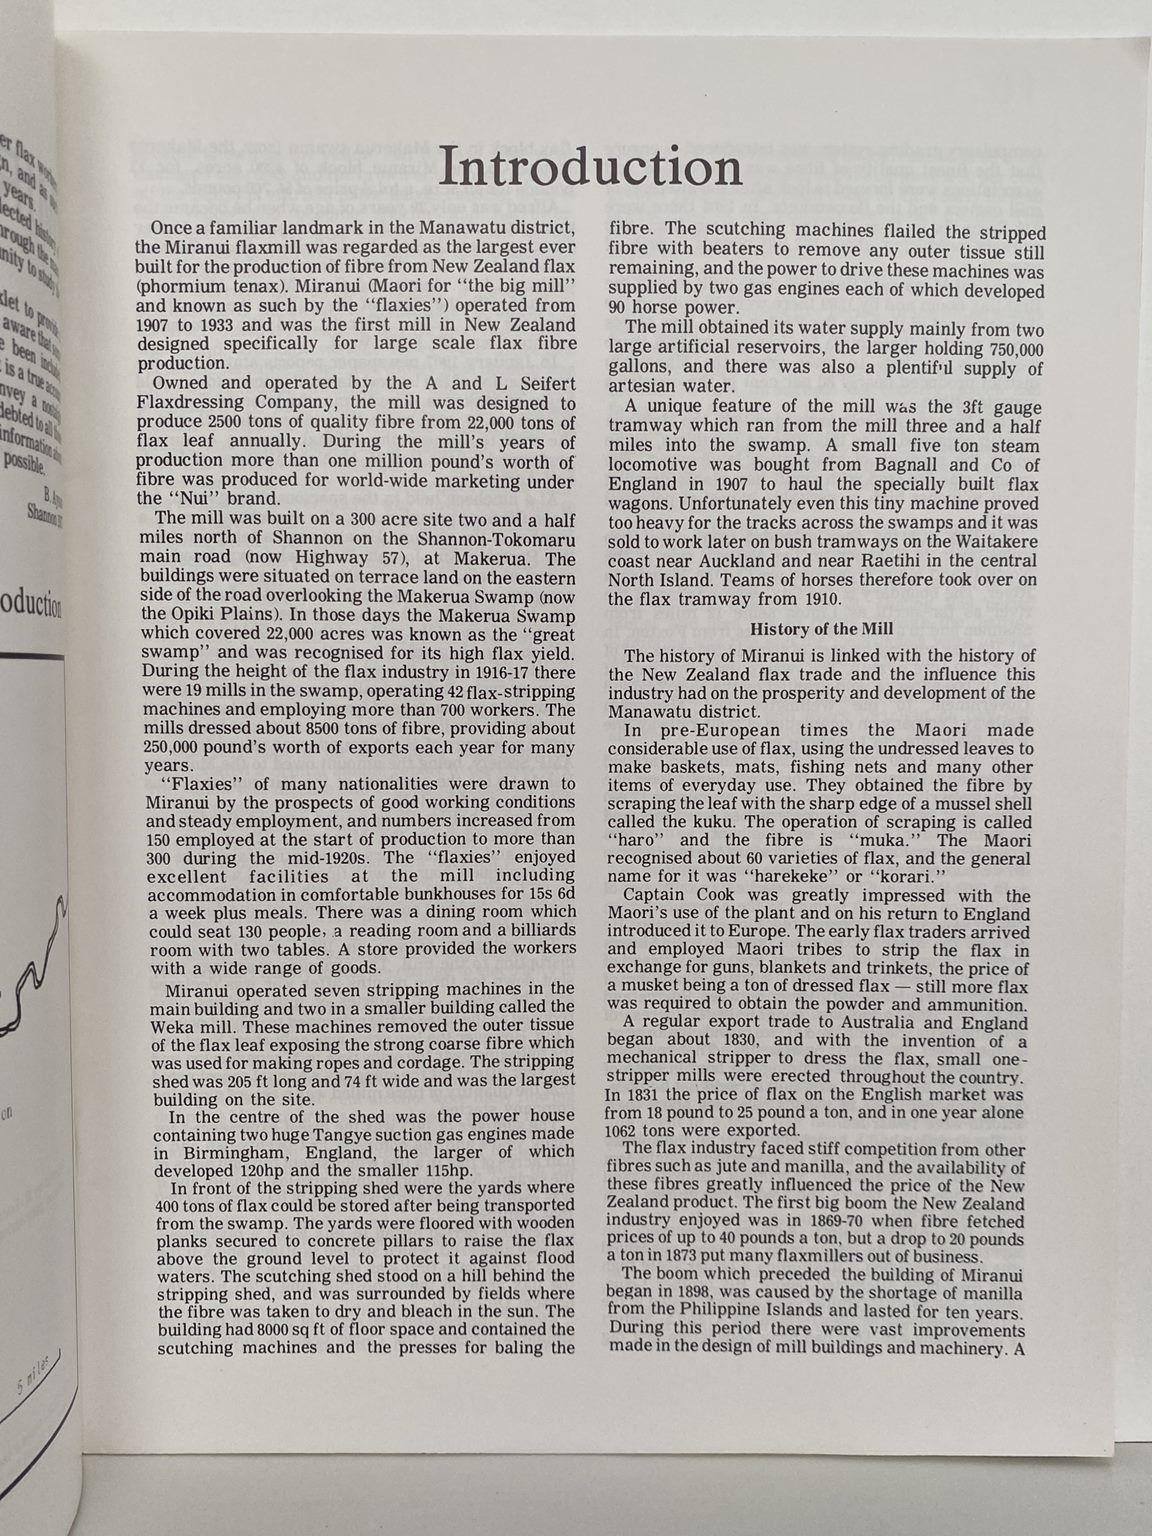 er flax
n, and as
years.
lected
rough the
nity to study
klet to
aware that
e been
is a true
nvey a
debted to all
information
possible.
Shannon
oduction
on
5 miles
Introduction
Once a familiar landmark in the Manawatu district,
the Miranui flaxmill was regarded as the largest ever
built for the production of fibre from New Zealand flax
(phormium tenax). Miranui (Maori for "the big mill"
and known as such by the "flaxies") operated from
1907 to 1933 and was the first mill in New Zealand
designed specifically for large scale flax fibre
production.
Owned and operated by the A and L Seifert
Flaxdressing Company, the mill was designed to
produce 2500 tons of quality fibre from 22,000 tons of
flax leaf annually. During the mill's years of
production more than one million pound's worth of
fibre was produced for world-wide marketing under
the "Nui" brand.
The mill was built on a 300 acre site two and a half
miles north of Shannon on the Shannon-Tokomaru
main road (now Highway 57), at Makerua. The
buildings were situated on terrace land on the eastern
side of the road overlooking the Makerua Swamp (now
the Opiki Plains). In those days the Makerua Swamp
which covered 22,000 acres was known as the "great
swamp" and was recognised for its high flax yield.
During the height of the flax industry in 1916-17 there
were 19 mills in the swamp, operating 42 flax-stripping
machines and employing more than 700 workers. The
mills dressed about 8500 tons of fibre, providing about
250,000 pound's worth of exports each year for many
years.
"Flaxies" of many nationalities were drawn to
Miranui by the prospects of good working conditions
and steady employment, and numbers increased from
150 employed at the start of production to more than
300 during the mid-1920s. The "flaxies" enjoyed
excellent facilities at the mill including
accommodation in comfortable bunkhouses for 15s 6d
a week plus meals. There was a dining room which
could seat 130 people, a reading room and a billiards
room with two tables. A store provided the workers
with a wide range of goods.
Miranui operated seven stripping machines in the
main building and two in a smaller building called the
Weka mill. These machines removed the outer tissue
of the flax leaf exposing the strong coarse fibre which
was used for making ropes and cordage. The stripping
shed was 205 ft long and 74 ft wide and was the largest
building on the site.
In the centre of the shed was the power house
containing two huge Tangye suction gas engines made
in Birmingham, England, the larger of which
developed 120hp and the smaller 115hp.
In front of the stripping shed were the yards where
400 tons of flax could be stored after being transported
from the swamp. The yards were floored with wooden
planks secured to concrete pillars to raise the flax
above the ground level to protect it against flood
waters. The scutching shed stood on a hill behind the
stripping shed, and was surrounded by fields where
the fibre was taken to dry and bleach in the sun. The
building had 8000 sq ft of floor space and contained the
scutching machines and the presses for baling the
fibre. The scutching machines flailed the stripped
fibre with beaters to remove any outer tissue still
remaining, and the power to drive these machines was
supplied by two gas engines each of which developed
90 horse power.
The mill obtained its water supply mainly from two
large artificial reservoirs, the larger holding 750,000
gallons, and there was also a plentiful supply of
artesian water.
A unique feature of the mill was the 3ft gauge
tramway which ran from the mill three and a half
miles into the swamp. A small five ton steam
locomotive was bought from Bagnall and Co of
England in 1907 to haul the specially built flax
wagons. Unfortunately even this tiny machine proved
too heavy for the tracks across the swamps and it was
sold to work later on bush tramways on the Waitakere
coast near Auckland and near Raetihi in the central
North Island. Teams of horses therefore took over on
the flax tramway from 1910.
History of the Mill
The history of Miranui is linked with the history of
the New Zealand flax trade and the influence this
industry had on the prosperity and development of the
Manawatu district.
In pre-European times the Maori made
considerable use of flax, using the undressed leaves to
make baskets, mats, fishing nets and many other
items of everyday use. They obtained the fibre by
scraping the leaf with the sharp edge of a mussel shell
called the kuku. The operation of scraping is called
"haro" and the fibre is "muka." The Maori
recognised about 60 varieties of flax, and the general
name for it was "harekeke" or "korari."
Captain Cook was greatly impressed with the
Maori's use of the plant and on his return to England
introduced it to Europe. The early flax traders arrived
and employed Maori tribes to strip the flax in
exchange for guns, blankets and trinkets, the price of
a musket being a ton of dressed flax — still more flax
was required to obtain the powder and ammunition.
A regular export trade to Australia and England
began about 1830, and with the invention of a
mechanical stripper to dress the flax, small one-
stripper mills were erected throughout the country.
In 1831 the price of flax on the English market was
from 18 pound to 25 pound a ton, and in one year alone
1062 tons were exported.
The flax industry faced stiff competition from other
fibres such as jute and manilla, and the availability of
these fibres greatly influenced the price of the New
Zealand product. The first big boom the New Zealand
industry enjoyed was in 1869-70 when fibre fetched
prices of up to 40 pounds a ton, but a drop to 20 pounds
a ton in 1873 put many flaxmillers out of business.
The boom which preceded the building of Miranui
began in 1898, was caused by the shortage of manilla
from the Philippine Islands and lasted for ten years.
During this period there were vast improvements
made in the design of mill buildings and machinery. A